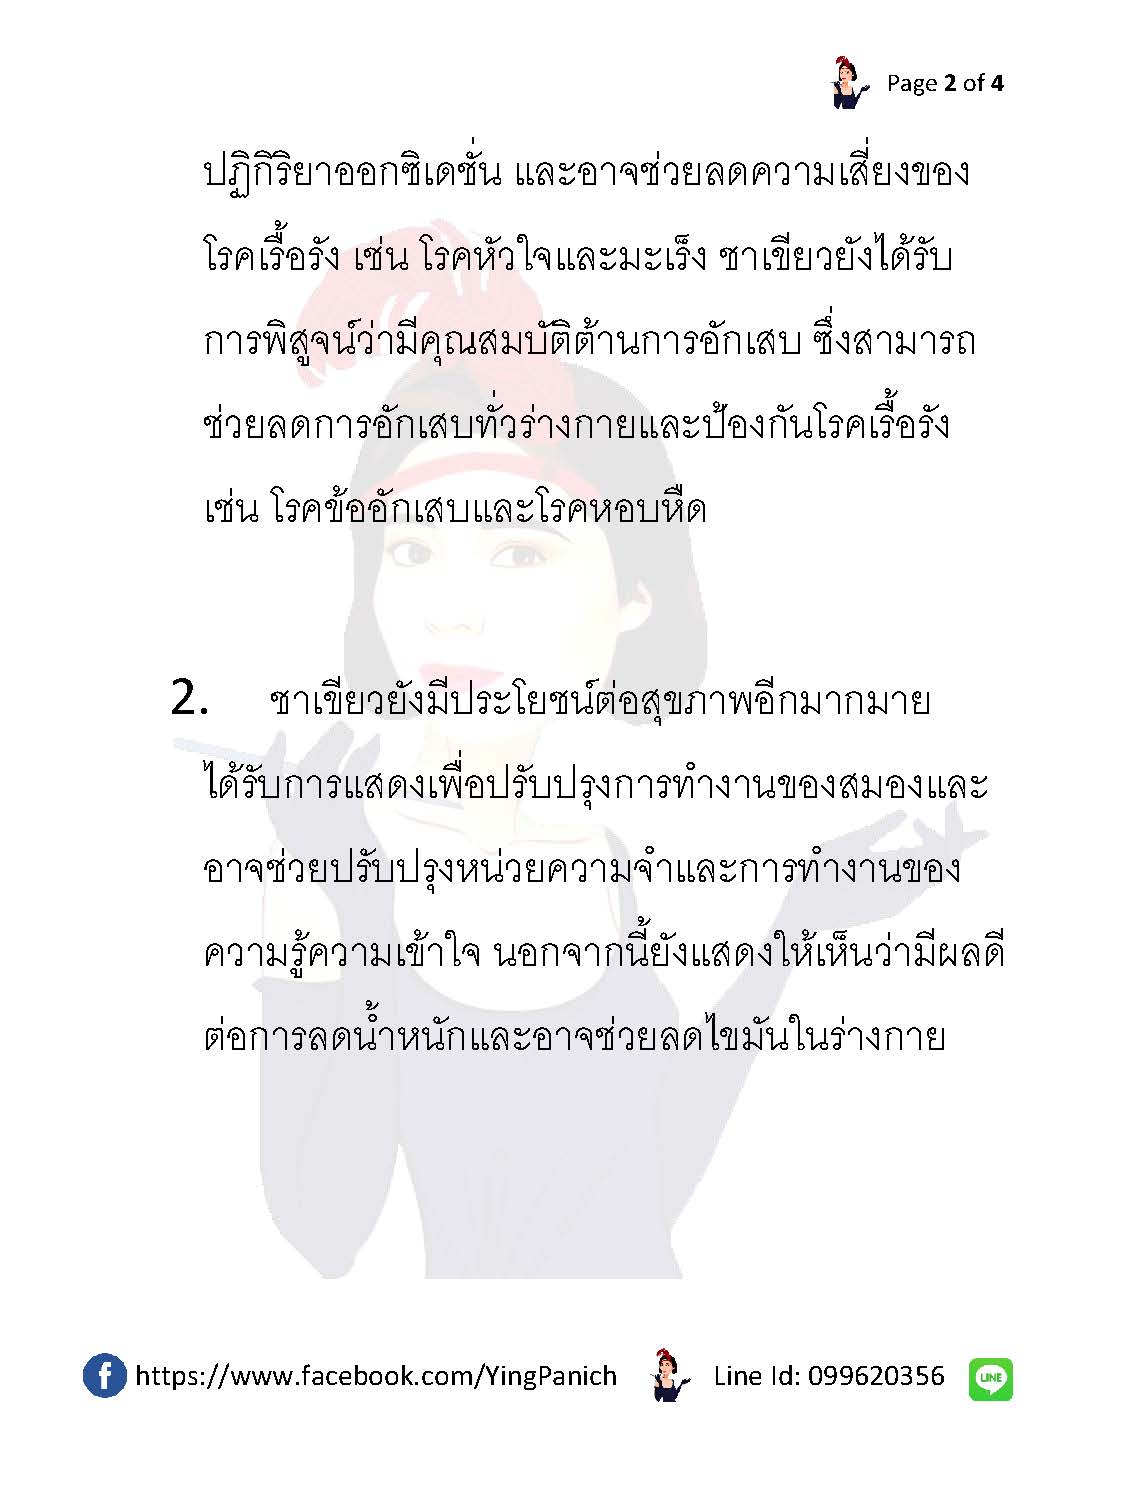 Page 2 of 4
ปฏิกิริยาออกซิเดชั่น และอาจช่วยลดความเสี่ยงของ
โรคเรื้อรัง เช่น โรคหัวใจและมะเร็ง ชาเขียวยังได้รับ
การพิสูจน์ว่ามีคุณสมบัติต้านการอักเสบ ซึ่งสามารถ
ช่วยลดการอักเสบทั่วร่างกายและป้องกันโรคเรื้อรัง
เช่น โรคข้ออักเสบและโรคหอบหืด
2. ชาเขียวยังมีประโยชน์ต่อสุขภาพอีกมากมาย
ได้รับการแสดงเพื่อปรับปรุงการทำงานของสมองและ
อาจช่วยปรับปรุงหน่วยความจำและการทำงานของ
ความรู้ความเข้าใจ นอกจากนี้ยังแสดงให้เห็นว่ามีผลดี
ต่อการลดน้ำหนักและอาจช่วยลดไขมันในร่างกาย
https://www.facebook.com/YingPanich Line Id: 099620356 LINE